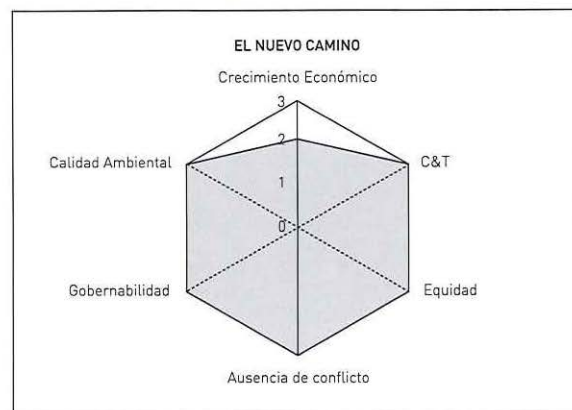 EL NUEVO CAMINO
Crecimiento Económico
3
2
Calidad Ambiental
C&T
1
0
Gobernabilidad
Equidad
Ausencia de conflicto